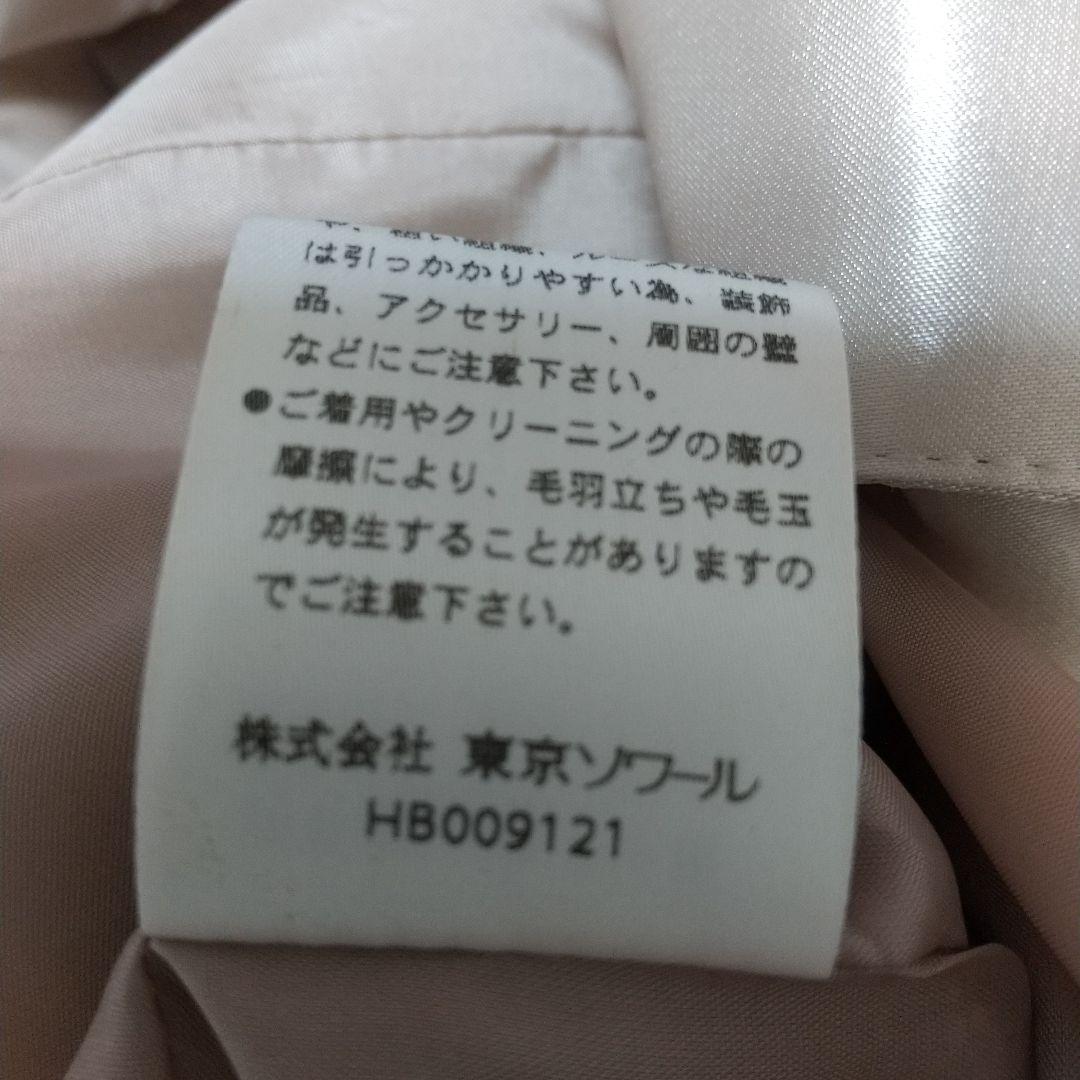 は引っかかりやすい為、装飾
品、アクセサリー、周囲の壁
などにご注意下さい。
●ご着用やクリーニングの際の
摩擦により、毛羽立ちや毛玉
が発生することがありますの
でご注意下さい。
株式会社 東京ソワール
HB009121